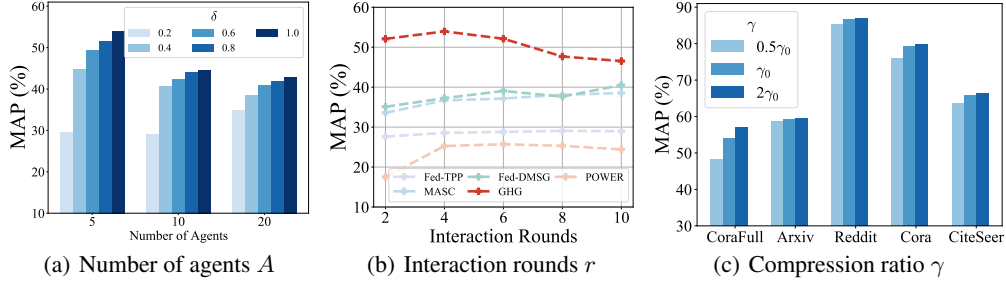 MAP (%)
60
50
40
30
20
10
δ
0.2 0.6 1.0
0.4 0.8
5 10 20
Number of Agents
(a) Number of agents A
MAP (%)
60
50
40
30
20
10
Fed-TPP Fed-DMSG POWER
MASC GHG
2 4 6 8 10
Interaction Rounds
(b) Interaction rounds r
MAP (%)
90
80
70
60
50
40
30
γ
0.5γ₀
γ₀
2γ₀
CoraFull Arxiv Reddit Cora CiteSeer
(c) Compression ratio γ